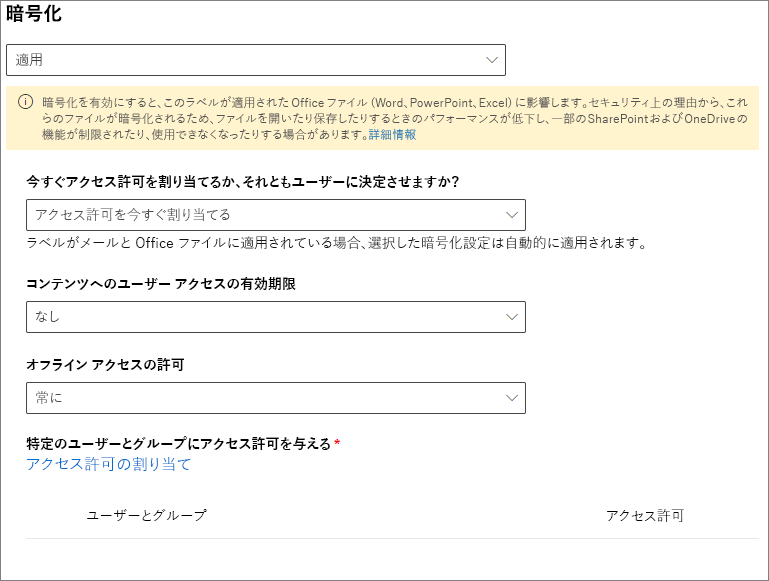 暗号化
適用
暗号化を有効にすると、このラベルが適用された Office ファイル (Word、PowerPoint、Excel) に影響します。セキュリティ上の理由から、これ
らのファイルが暗号化されるため、ファイルを開いたり保存したりするときのパフォーマンスが低下し、一部の SharePoint および OneDrive の
機能が制限されたり、使用できなくなったりする場合があります。詳細情報
今すぐアクセス許可を割り当てるか、それともユーザーに決定させますか?
アクセス許可を今すぐ割り当てる
ラベルがメールと Office ファイルに適用されている場合、選択した暗号化設定は自動的に適用されます。
コンテンツへのユーザー アクセスの有効期限
なし
オフライン アクセスの許可
常に
特定のユーザーとグループにアクセス許可を与える *
アクセス許可の割り当て
ユーザーとグループ アクセス許可